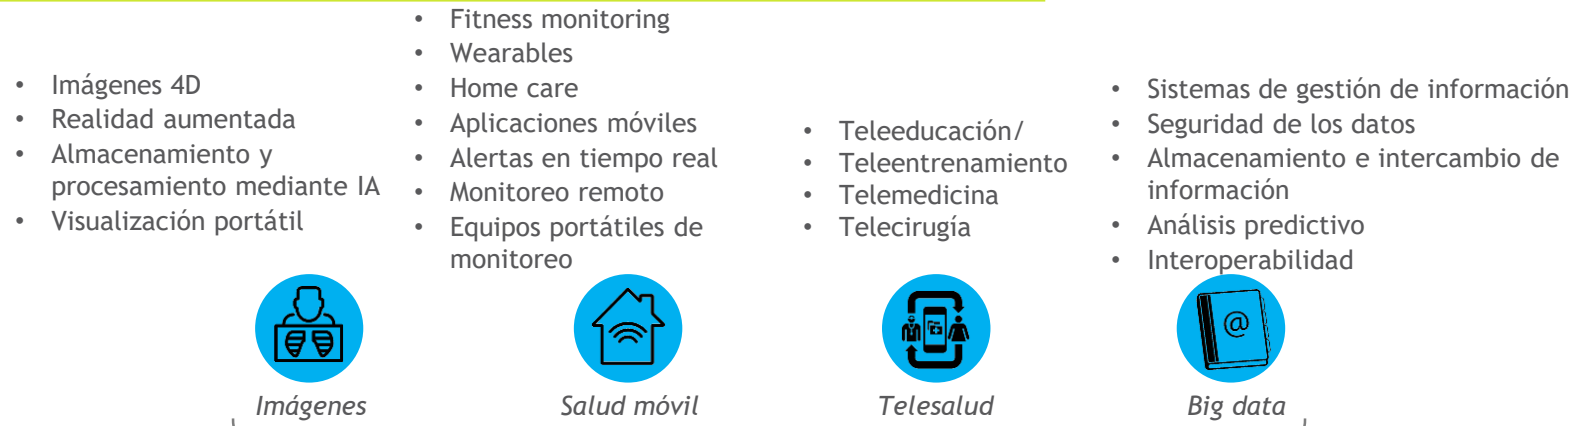 • Imágenes 4D
• Realidad aumentada
• Almacenamiento y
procesamiento mediante IA
• Visualización portátil
Imágenes
• Fitness monitoring
• Wearables
• Home care
• Aplicaciones móviles
• Alertas en tiempo real
• Monitoreo remoto
• Equipos portátiles de
monitoreo
Salud móvil
• Teleeducación/
• Teleentrenamiento
• Telemedicina
• Telecirugía
Telesalud
• Sistemas de gestión de información
• Seguridad de los datos
• Almacenamiento e intercambio de
información
• Análisis predictivo
• Interoperabilidad
@
Big data